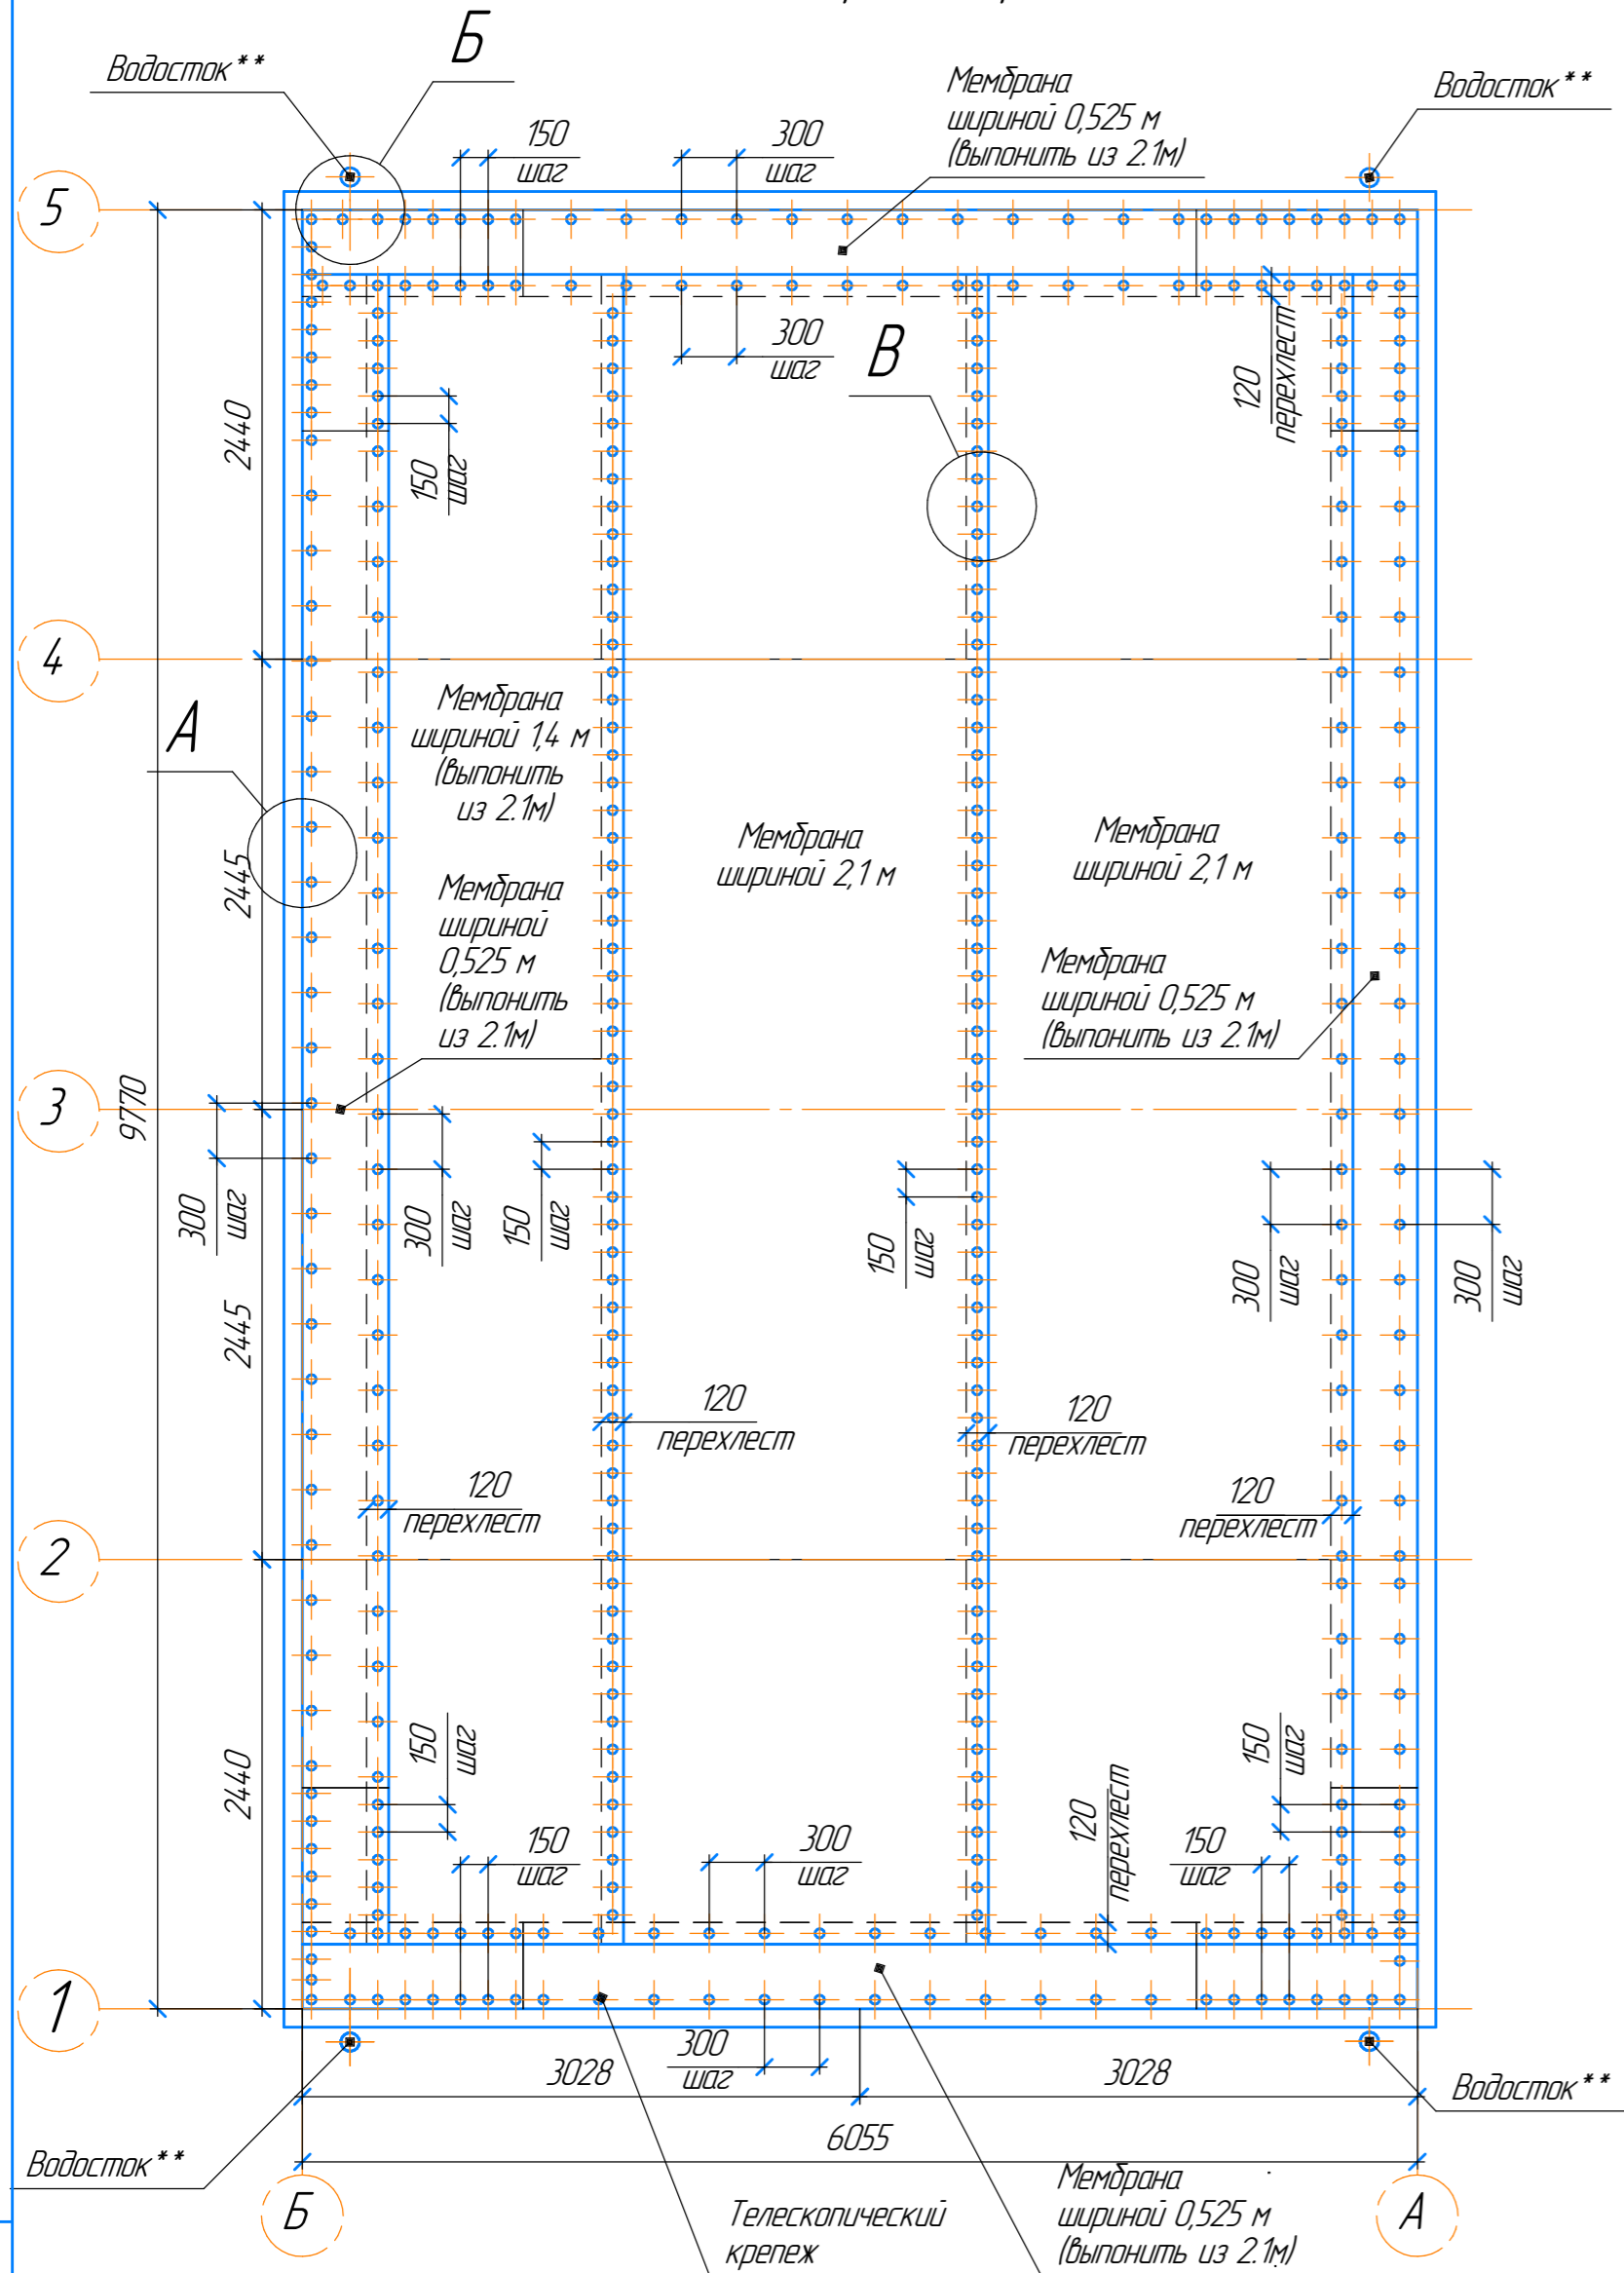 Б
Водосток**
Мембрана
шириной 0,525 м
(выпонить из 2.1м)
Водосток**
150
шаг
300
шаг
5
300
шаг
В
120
перехлест
2440
150
шаг
4
А
Мембрана
шириной 1,4 м
(выпонить
из 2.1м)
Мембрана
шириной 2,1 м
Мембрана
шириной 2,1 м
2445
Мембрана
шириной
0,525 м
(выпонить
из 2.1м)
Мембрана
шириной 0,525 м
(выпонить из 2.1м)
3
9770
300
шаг
300
шаг
150
шаг
150
шаг
300
шаг
300
шаг
2445
120
перехлест
120
перехлест
120
перехлест
120
перехлест
2
2440
150
шаг
150
шаг
120
перехлест
150
шаг
300
шаг
150
шаг
1
300
шаг
3028
3028
6055
Водосток**
Водосток**
Б
А
Телескопический
крепеж
Мембрана
шириной 0,525 м
(выпонить из 2.1м)